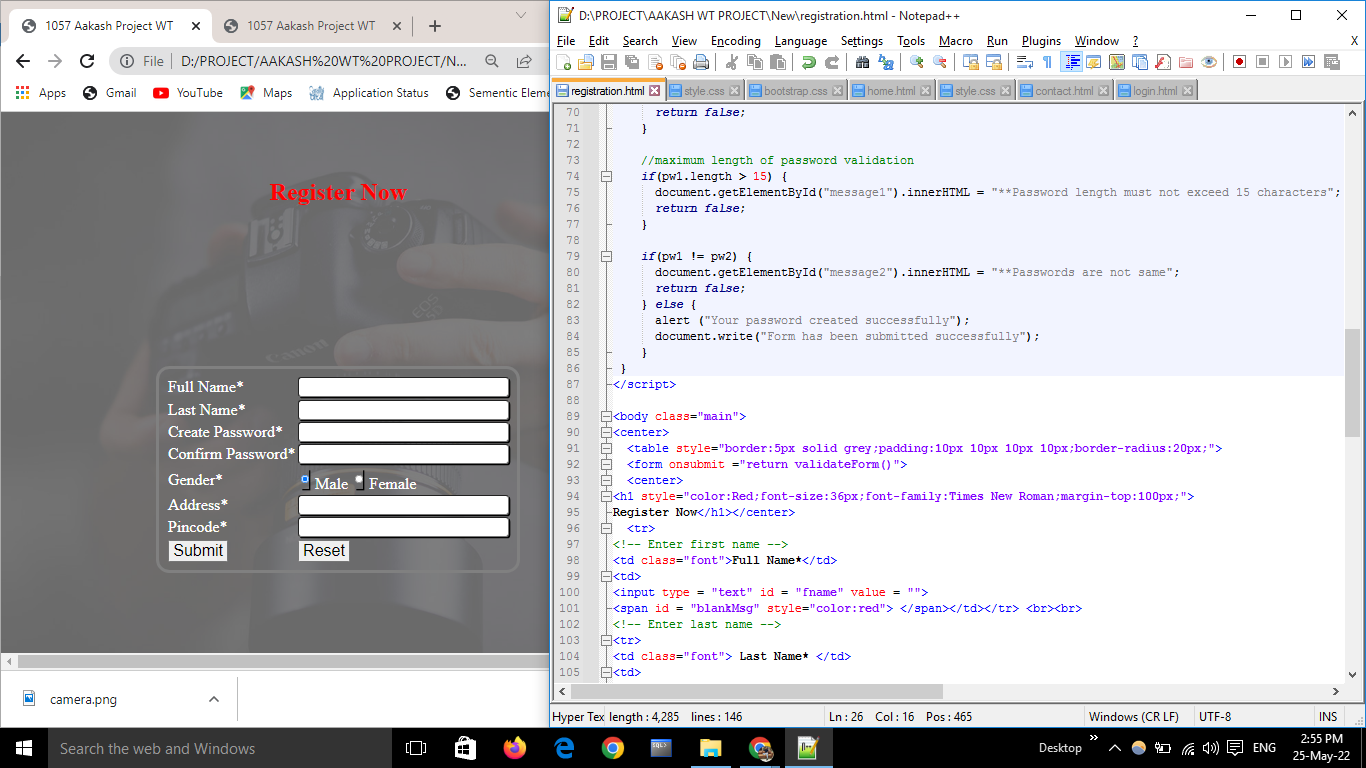 1057 Aakash Project WT
1057 Aakash Project WT
File
D:/PROJECT/AAKASH%20WT%20PROJECT/N...
Apps
Gmail
YouTube
Maps
Application Status
Sementic Eleme
Register Now
Canon
EOS
Full Name*
Last Name*
Create Password*
Confirm Password*
Gender*
Male
Female
Address*
Pincode*
Submit
Reset
camera.png
D:\PROJECT\AAKASH WT PROJECT\New\registration.html - Notepad++
File Edit Search View Encoding Language Settings Tools Macro Run Plugins Window ?
X
registration.html style.css bootstrap.css home.html style.css contact.html login.html
70 return false;
71 }
72
73 //maximum length of password validation
74 if(pw1.length > 15) {
75 document.getElementById("message1").innerHTML = "**Password length must not exceed 15 characters";
76 return false;
77 }
78
79 if(pw1 != pw2) {
80 document.getElementById("message2").innerHTML = "**Passwords are not same";
81 return false;
82 } else {
83 alert ("Your password created successfully");
84 document.write("Form has been submitted successfully");
85 }
86 }
87 </script>
88
89 <body class="main">
90 <center>
91 <table style="border:5px solid grey;padding:10px 10px 10px 10px;border-radius:20px;">
92 <form onsubmit ="return validateForm()">
93 <center>
94 <h1 style="color:Red;font-size:36px;font-family:Times New Roman;margin-top:100px;">
95 Register Now</h1></center>
96 <tr>
97 <!-- Enter first name -->
98 <td class="font">Full Name*</td>
99 <td>
100 <input type = "text" id = "fname" value = "">
101 <span id = "blankMsg" style="color:red"> </span></td></tr> <br><br>
102 <!-- Enter last name -->
103 <tr>
104 <td class="font"> Last Name* </td>
105 <td>
Hyper Tex length : 4,285 lines : 146 Ln : 26 Col : 16 Pos : 465 Windows (CR LF) UTF-8 INS
Search the web and Windows
SQL>
Desktop
ENG
2:55 PM
25-May-22